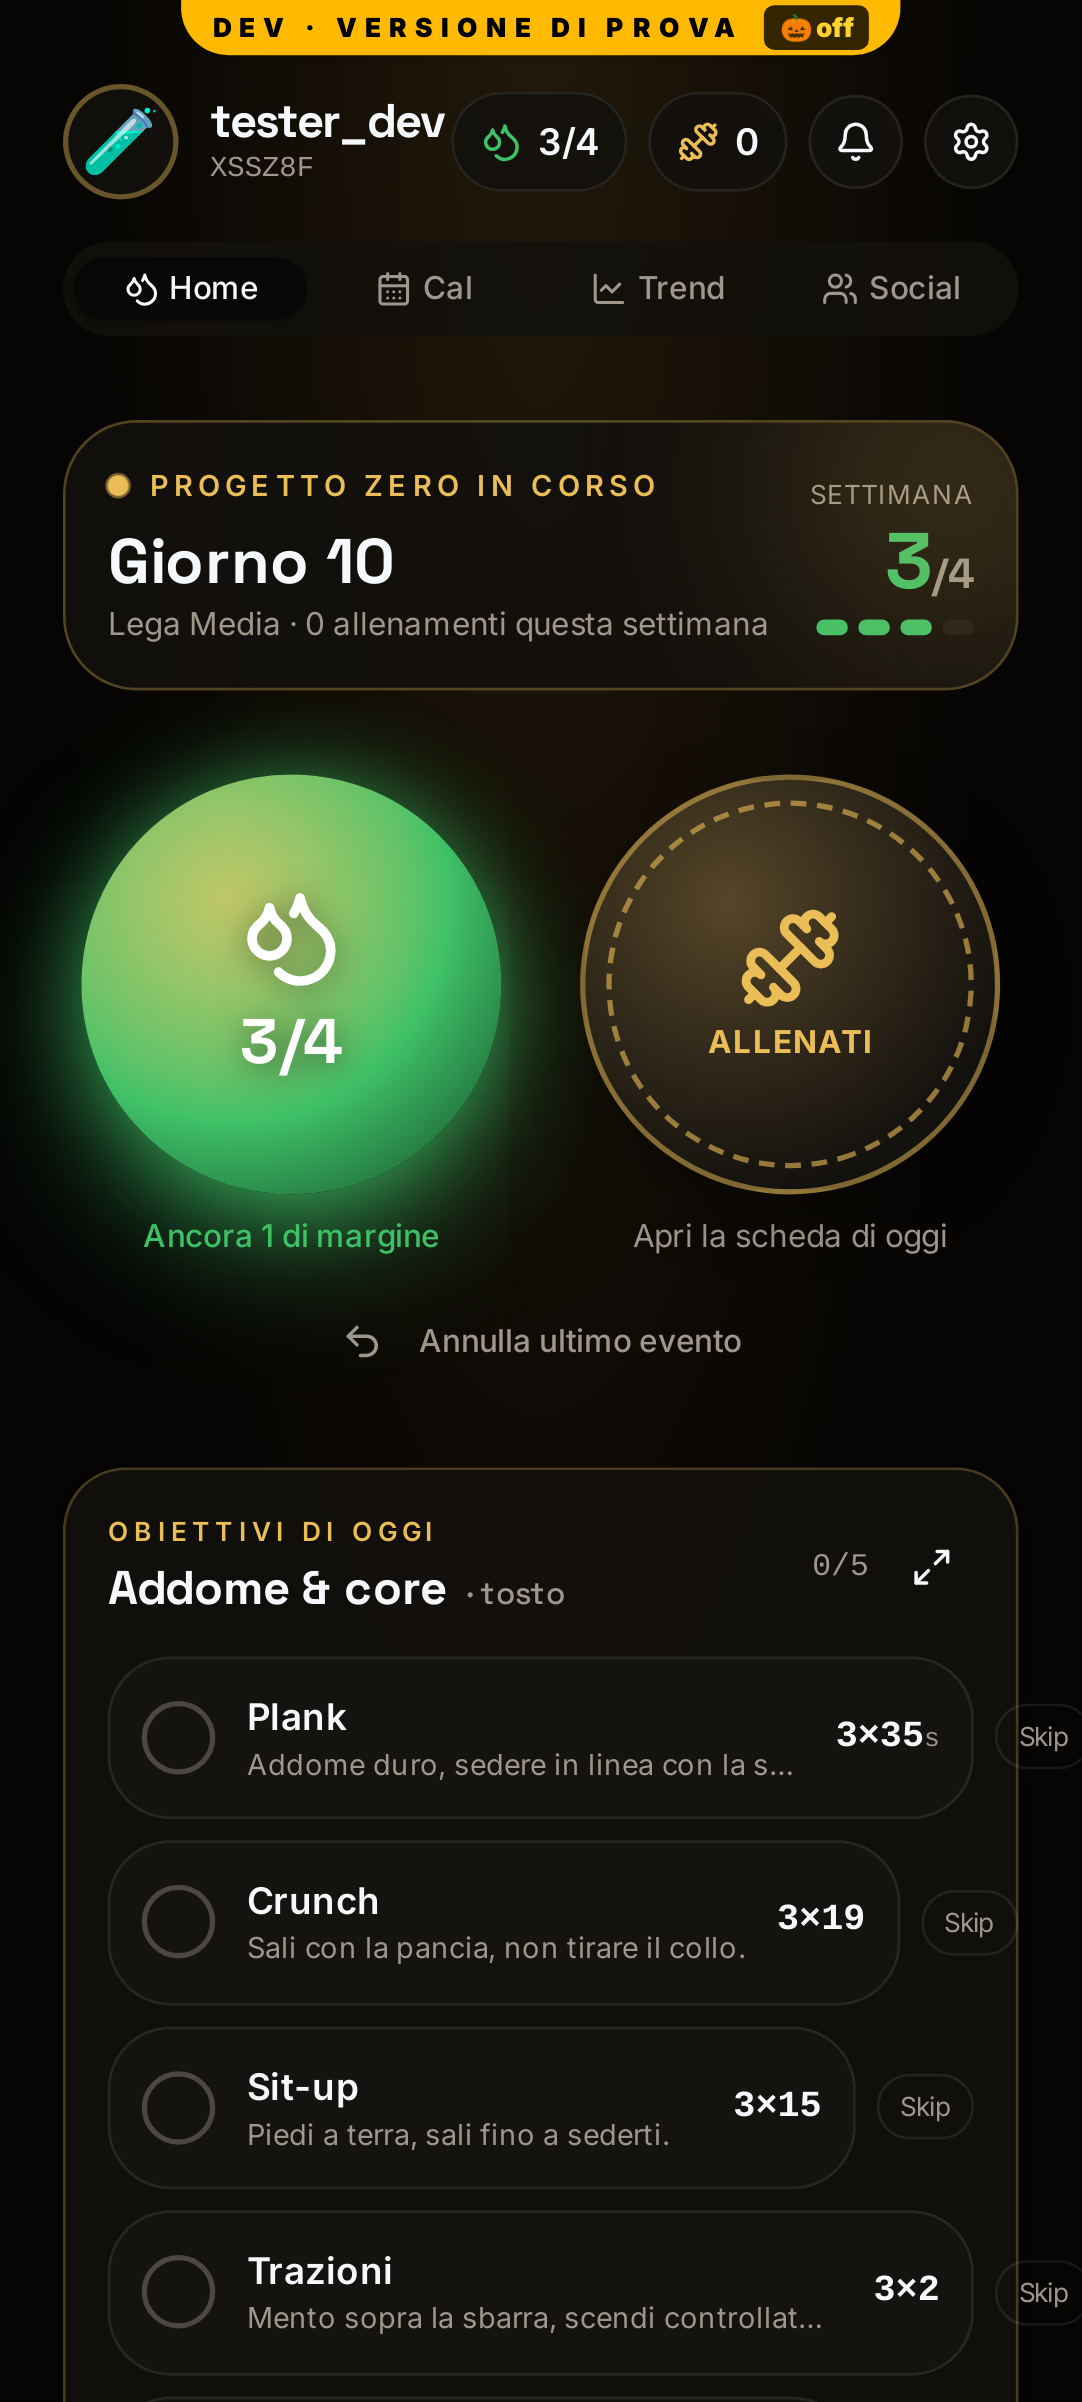 DEV · VERSIONE DI PROVA 🎃off
tester_dev
XSSZ8F
3/4
0
Home
Cal
Trend
Social
PROGETTO ZERO IN CORSO
Giorno 10
Lega Media · 0 allenamenti questa settimana
SETTIMANA
3/4
3/4
ALLENATI
Ancora 1 di margine
Apri la scheda di oggi
Annulla ultimo evento
OBIETTIVI DI OGGI
Addome & core · tosto
0/5
Plank
Addome duro, sedere in linea con la s...
3×35s
Skip
Crunch
Sali con la pancia, non tirare il collo.
3×19
Skip
Sit-up
Piedi a terra, sali fino a sederti.
3×15
Skip
Trazioni
Mento sopra la sbarra, scendi controllat...
3×2
Skip